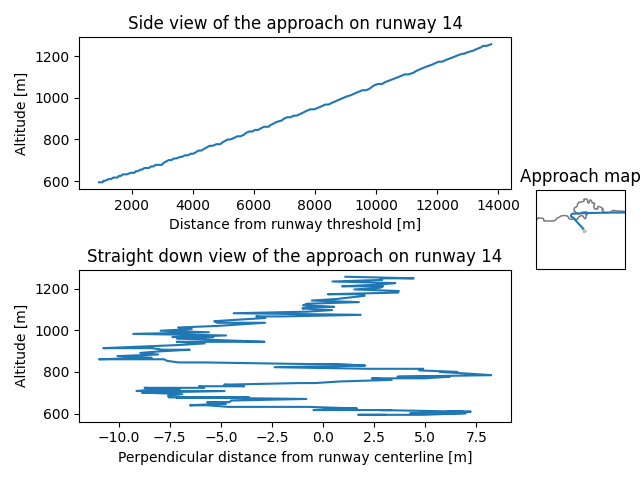 Side view of the approach on runway 14
Altitude [m]
1200
1000
800
600
2000 4000 6000 8000 10000 12000 14000
Distance from runway threshold [m]
Approach map
Straight down view of the approach on runway 14
Altitude [m]
1200
1000
800
600
−10.0 −7.5 −5.0 −2.5 0.0 2.5 5.0 7.5
Perpendicular distance from runway centerline [m]